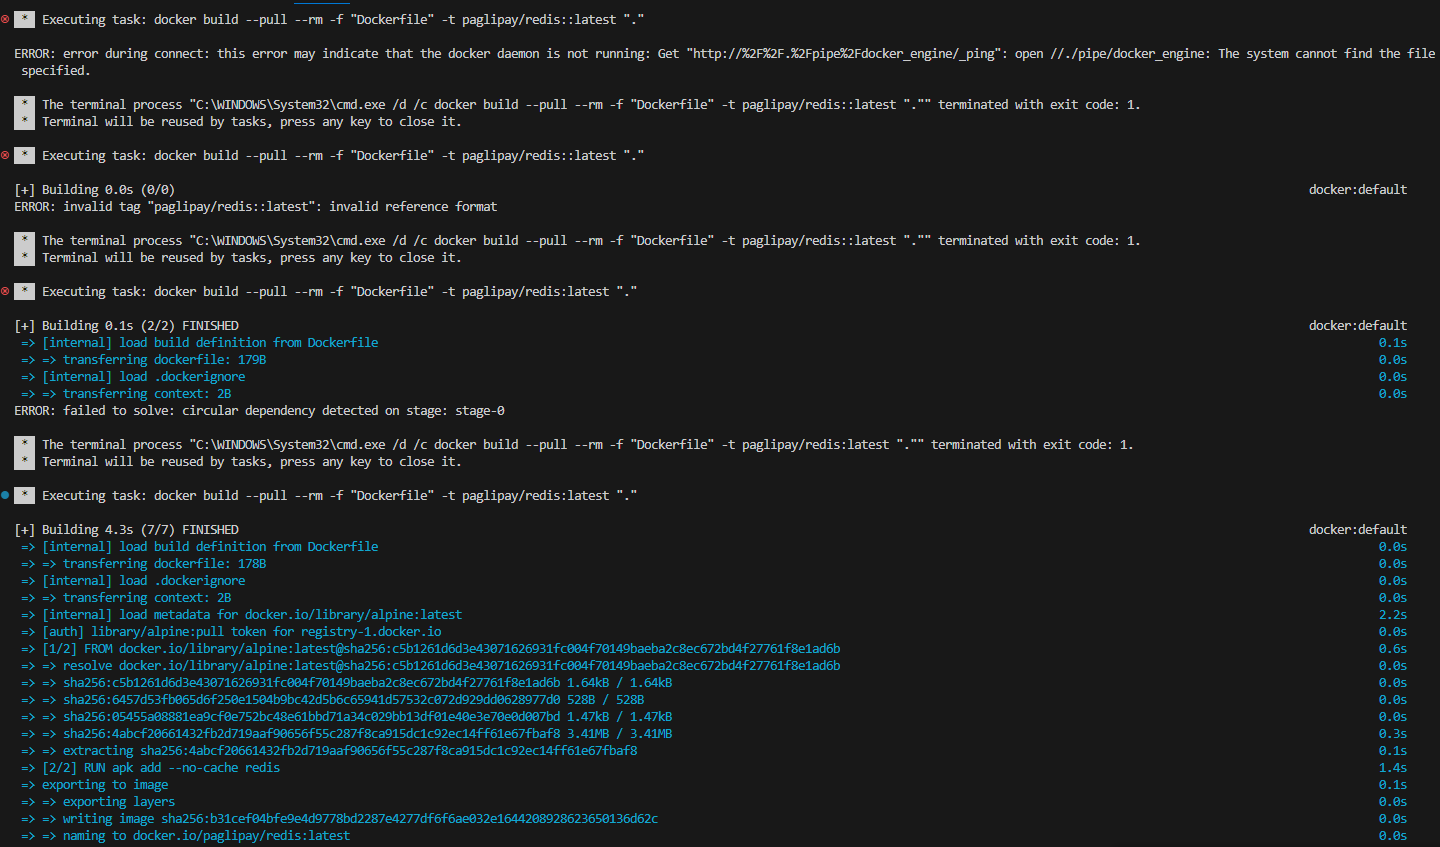 * Executing task: docker build --pull --rm -f "Dockerfile" -t paglipay/redis::latest "."
ERROR: error during connect: this error may indicate that the docker daemon is not running: Get "http://%2F%2F.%2Fpipe%2Fdocker_engine/_ping": open //./pipe/docker_engine: The system cannot find the file
specified.
* The terminal process "C:\WINDOWS\System32\cmd.exe /d /c docker build --pull --rm -f "Dockerfile" -t paglipay/redis::latest "."" terminated with exit code: 1.
* Terminal will be reused by tasks, press any key to close it.
* Executing task: docker build --pull --rm -f "Dockerfile" -t paglipay/redis::latest "."
[+] Building 0.0s (0/0) docker:default
ERROR: invalid tag "paglipay/redis::latest": invalid reference format
* The terminal process "C:\WINDOWS\System32\cmd.exe /d /c docker build --pull --rm -f "Dockerfile" -t paglipay/redis::latest "."" terminated with exit code: 1.
* Terminal will be reused by tasks, press any key to close it.
* Executing task: docker build --pull --rm -f "Dockerfile" -t paglipay/redis:latest "."
[+] Building 0.1s (2/2) FINISHED docker:default
=> [internal] load build definition from Dockerfile 0.1s
=> => transferring dockerfile: 179B 0.0s
=> [internal] load .dockerignore 0.0s
=> => transferring context: 2B 0.0s
ERROR: failed to solve: circular dependency detected on stage: stage-0
* The terminal process "C:\WINDOWS\System32\cmd.exe /d /c docker build --pull --rm -f "Dockerfile" -t paglipay/redis:latest "."" terminated with exit code: 1.
* Terminal will be reused by tasks, press any key to close it.
* Executing task: docker build --pull --rm -f "Dockerfile" -t paglipay/redis:latest "."
[+] Building 4.3s (7/7) FINISHED docker:default
=> [internal] load build definition from Dockerfile 0.0s
=> => transferring dockerfile: 178B 0.0s
=> [internal] load .dockerignore 0.0s
=> => transferring context: 2B 0.0s
=> [internal] load metadata for docker.io/library/alpine:latest 2.2s
=> [auth] library/alpine:pull token for registry-1.docker.io 0.0s
=> [1/2] FROM docker.io/library/alpine:latest@sha256:c5b1261d6d3e43071626931fc004f70149baeba2c8ec672bd4f27761f8e1ad6b 0.6s
=> => resolve docker.io/library/alpine:latest@sha256:c5b1261d6d3e43071626931fc004f70149baeba2c8ec672bd4f27761f8e1ad6b 0.0s
=> => sha256:c5b1261d6d3e43071626931fc004f70149baeba2c8ec672bd4f27761f8e1ad6b 1.64kB / 1.64kB 0.0s
=> => sha256:6457d53fb065d6f250e1504b9bc42d5b6c65941d57532c072d929dd0628977d0 528B / 528B 0.0s
=> => sha256:05455a08881ea9cf0e752bc48e61bbd71a34c029bb13df01e40e3e70e0d007bd 1.47kB / 1.47kB 0.0s
=> => sha256:4abcf20661432fb2d719aaf90656f55c287f8ca915dc1c92ec14ff61e67fbaf8 3.41MB / 3.41MB 0.3s
=> => extracting sha256:4abcf20661432fb2d719aaf90656f55c287f8ca915dc1c92ec14ff61e67fbaf8 0.1s
=> [2/2] RUN apk add --no-cache redis 1.4s
=> exporting to image 0.1s
=> => exporting layers 0.0s
=> => writing image sha256:b31cef04bfe9e4d9778bd2287e4277df6f6ae032e1644208928623650136d62c 0.0s
=> => naming to docker.io/paglipay/redis:latest 0.0s